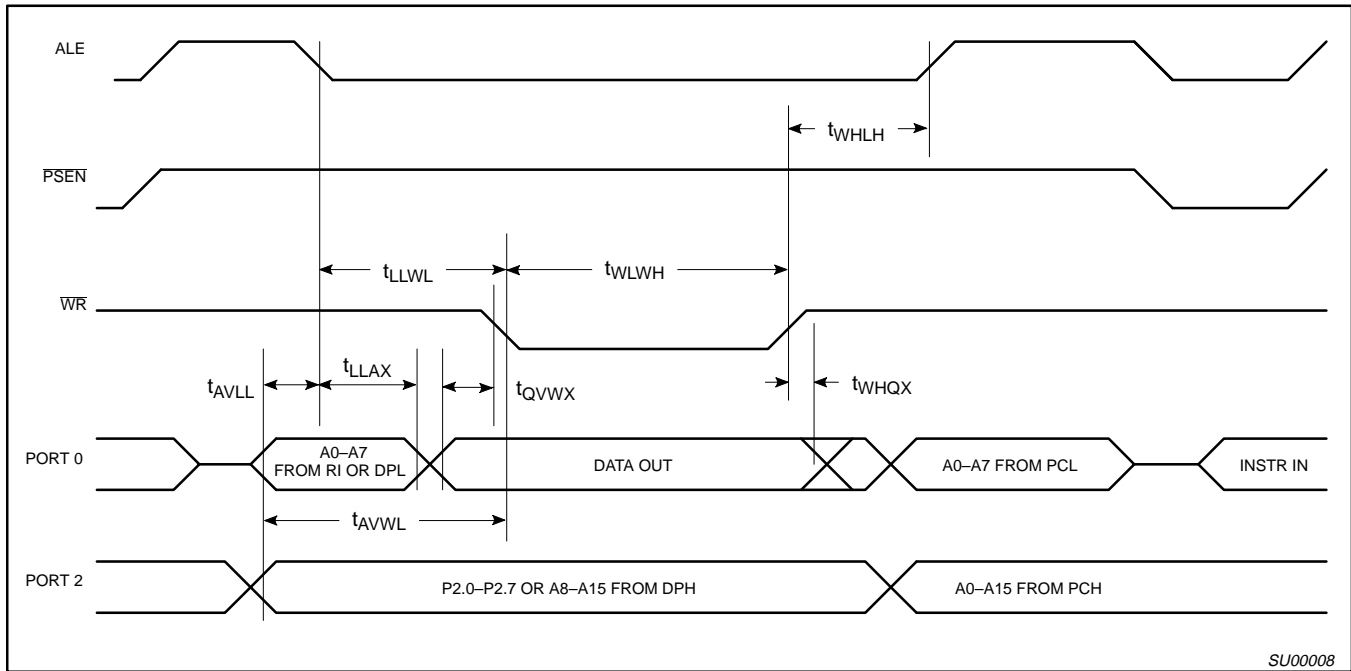 ALE
tWHLH
PSEN
tLLWL
tWLWH
WR
tAVLL
tLLAX
tQVWX
tWHQX
PORT 0
A0–A7
FROM RI OR DPL
DATA OUT
A0–A7 FROM PCL
INSTR IN
tAVWL
PORT 2
P2.0–P2.7 OR A8–A15 FROM DPH
A0–A15 FROM PCH
SU00008